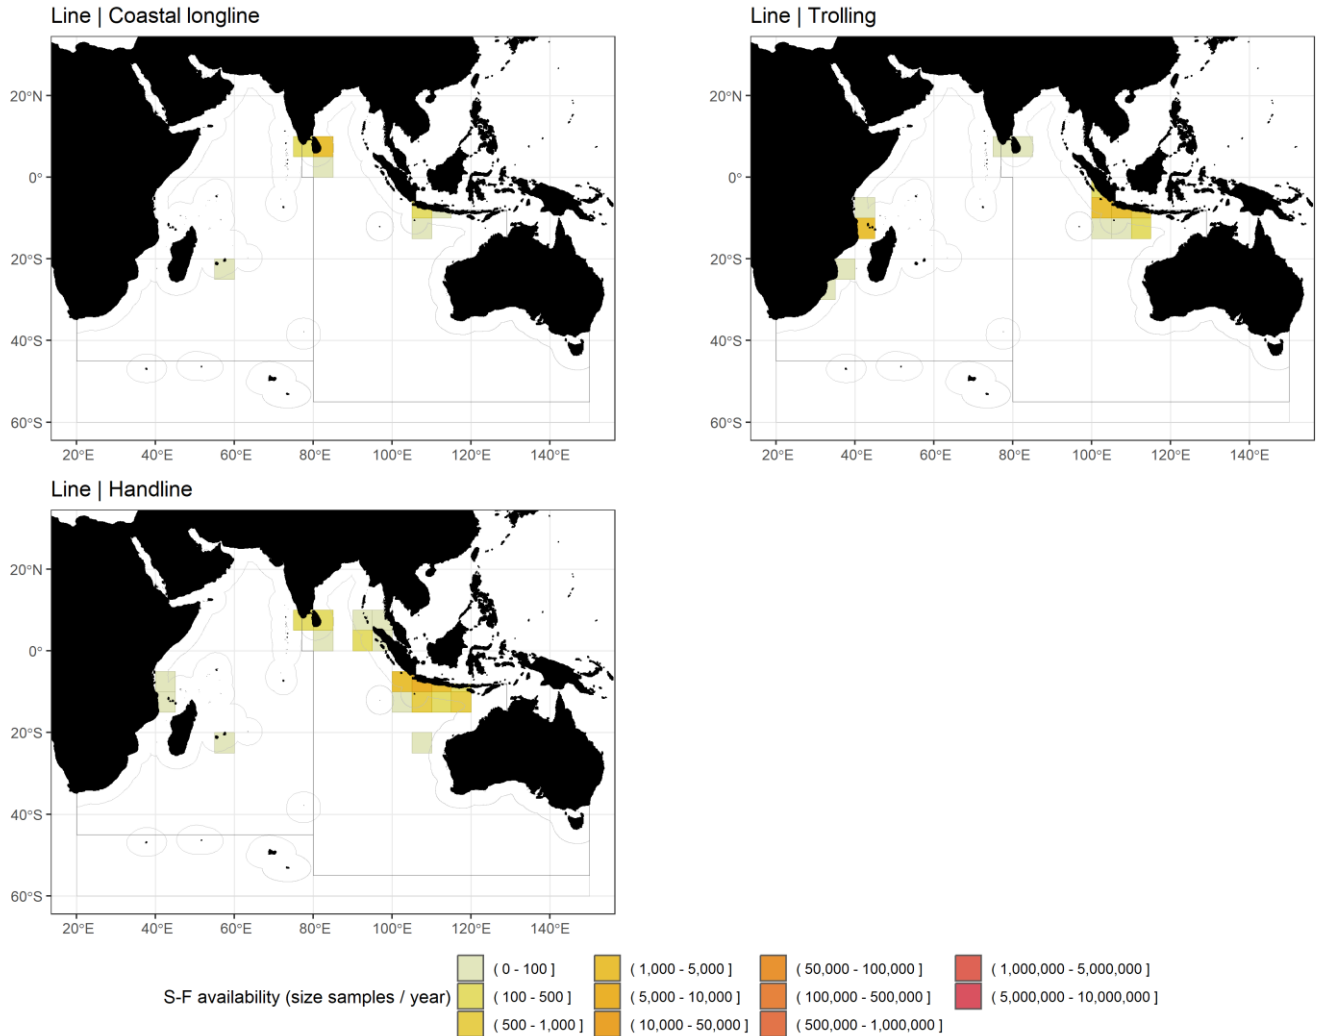 Line | Coastal longline
Line | Trolling
20°N
0°
20°S
40°S
60°S
20°E 40°E 60°E 80°E 100°E 120°E 140°E
20°N
0°
20°S
40°S
60°S
20°E 40°E 60°E 80°E 100°E 120°E 140°E
Line | Handline
20°N
0°
20°S
40°S
60°S
20°E 40°E 60°E 80°E 100°E 120°E 140°E
S-F availability (size samples / year)
( 0 - 100 ]
( 100 - 500 ]
( 500 - 1,000 ]
( 1,000 - 5,000 ]
( 5,000 - 10,000 ]
( 10,000 - 50,000 ]
( 50,000 - 100,000 ]
( 100,000 - 500,000 ]
( 500,000 - 1,000,000 ]
( 1,000,000 - 5,000,000 ]
( 5,000,000 - 10,000,000 ]